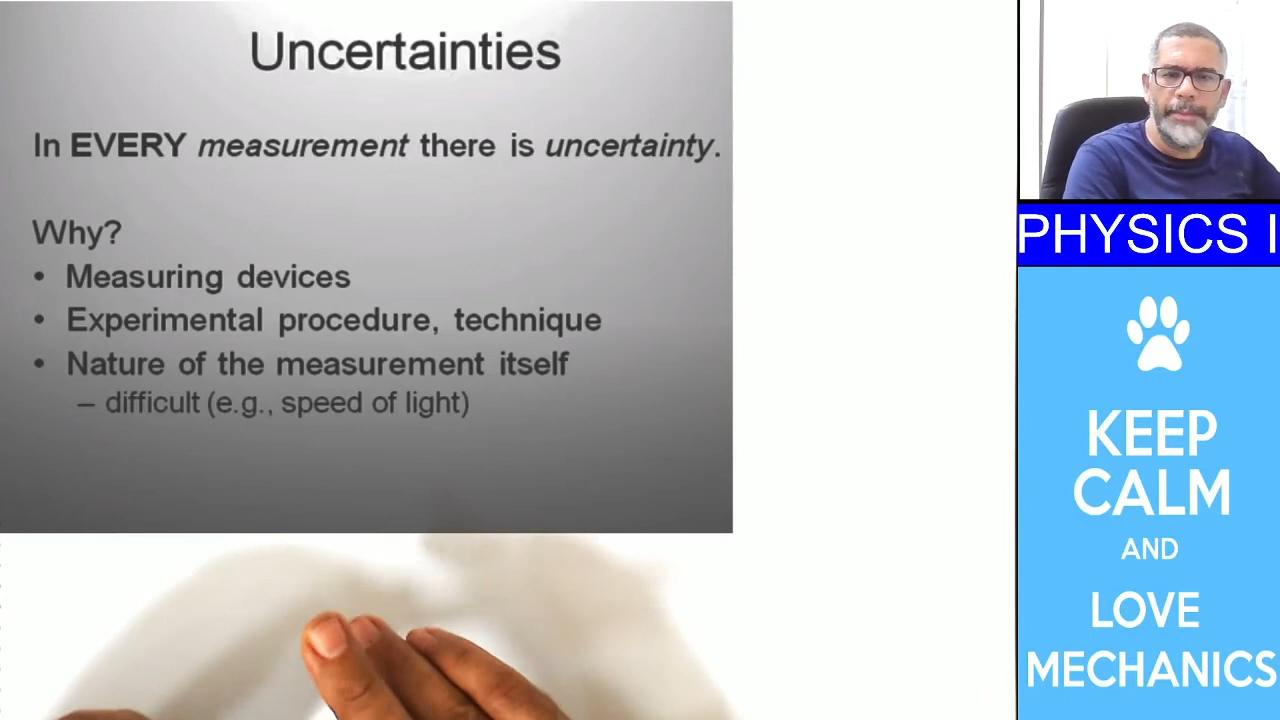 Uncertainties
In EVERY measurement there is uncertainty.
Why?
• Measuring devices
• Experimental procedure, technique
• Nature of the measurement itself
– difficult (e.g., speed of light)
PHYSICS I
KEEP
CALM
AND
LOVE
MECHANICS